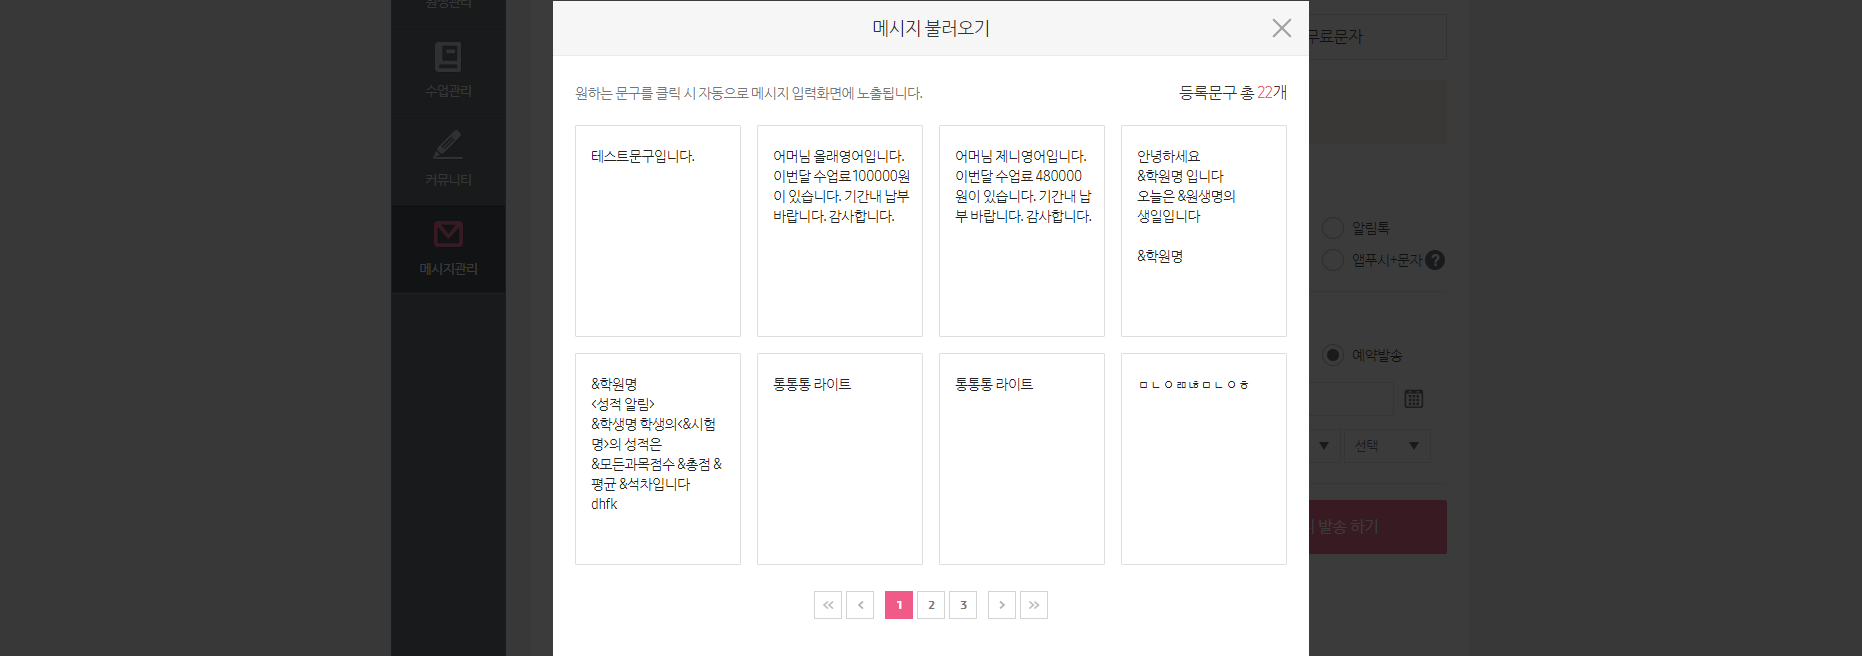 원생관리
수업관리
커뮤니티
메시지관리
메시지 불러오기
원하는 문구를 클릭 시 자동으로 메시지 입력화면에 노출됩니다.
등록문구 총 22개
테스트문구입니다.
어머님 올래영어입니다.
이번달 수업료 100000원
이 있습니다. 기간내 납부
바랍니다. 감사합니다.
어머님 제니영어입니다.
이번달 수업료 480000
원이 있습니다. 기간내 납
부 바랍니다. 감사합니다.
안녕하세요
&학원명 입니다
오늘은 &원생명의
생일입니다
&학원명
&학원명
<성적 알림>
&학생명 학생의<&시험
명>의 성적은
&모든과목점수 &총점 &
평균 &석차입니다
dhfk
통통통 라이트
통통통 라이트
« ‹ 1 2 3 › »
무료문자
알림톡
앱푸시+문자 ?
예약발송
선택
발송 하기